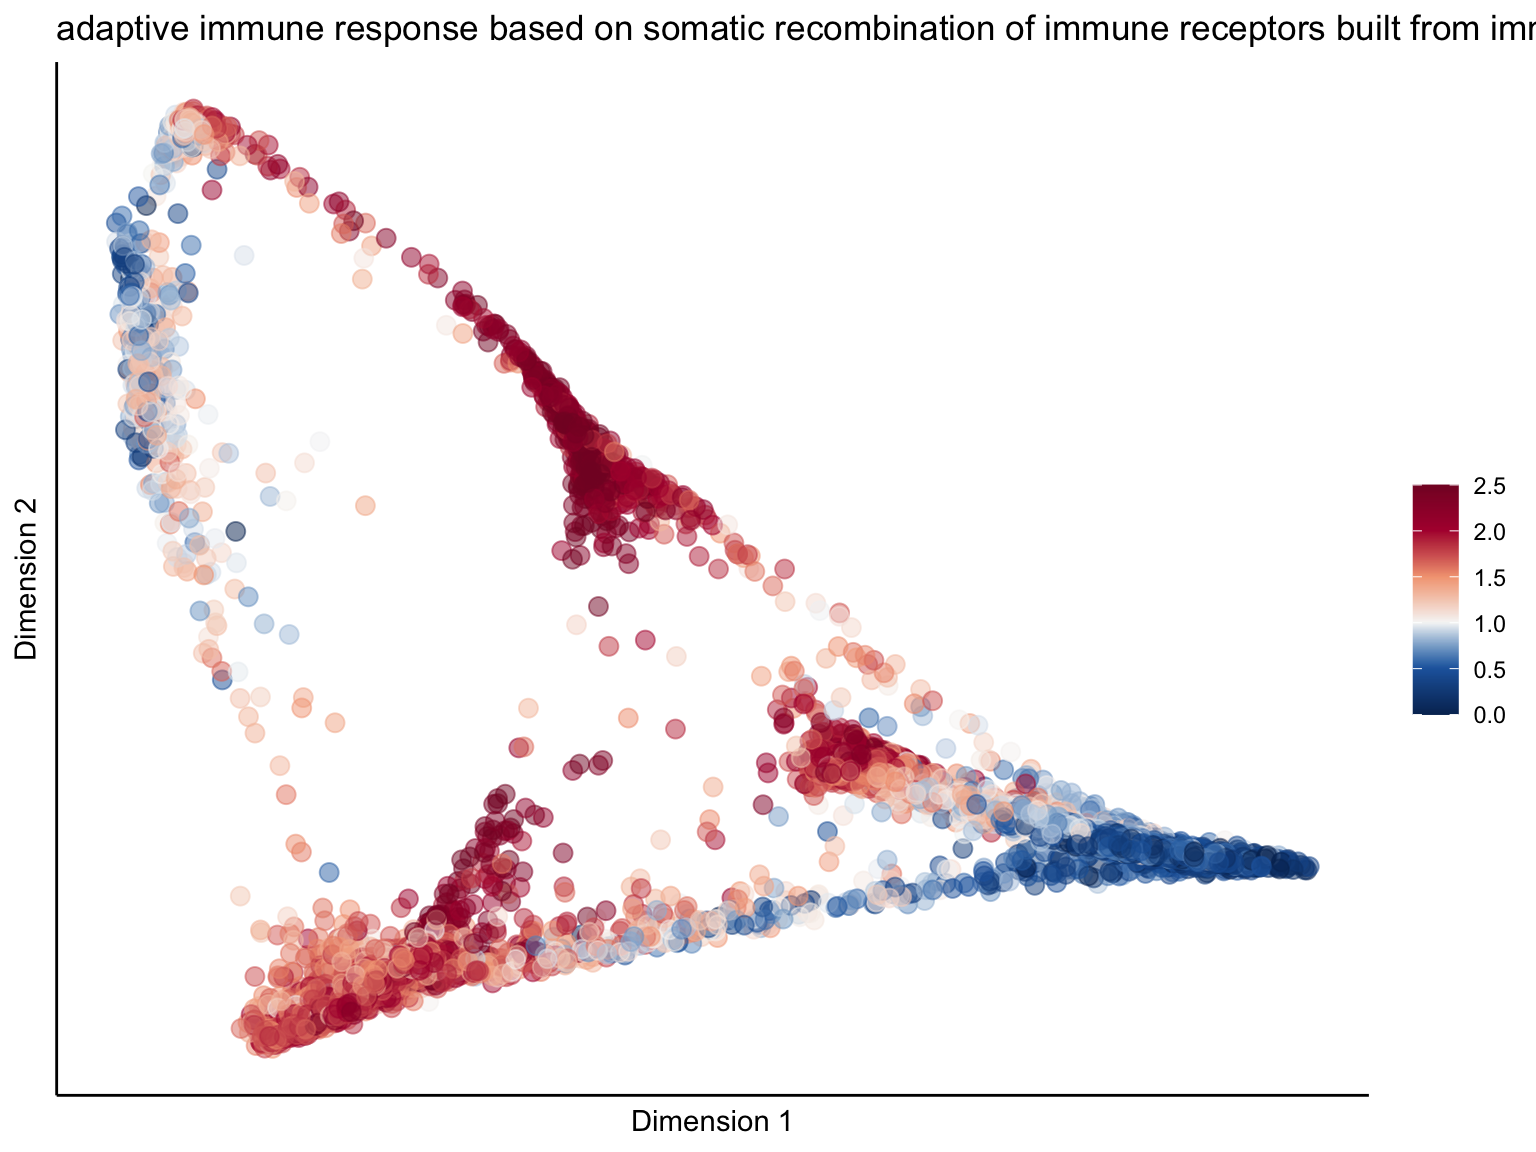 adaptive immune response based on somatic recombination of immune receptors built from
Dimension 2
2.5
2.0
1.5
1.0
0.5
0.0
Dimension 1